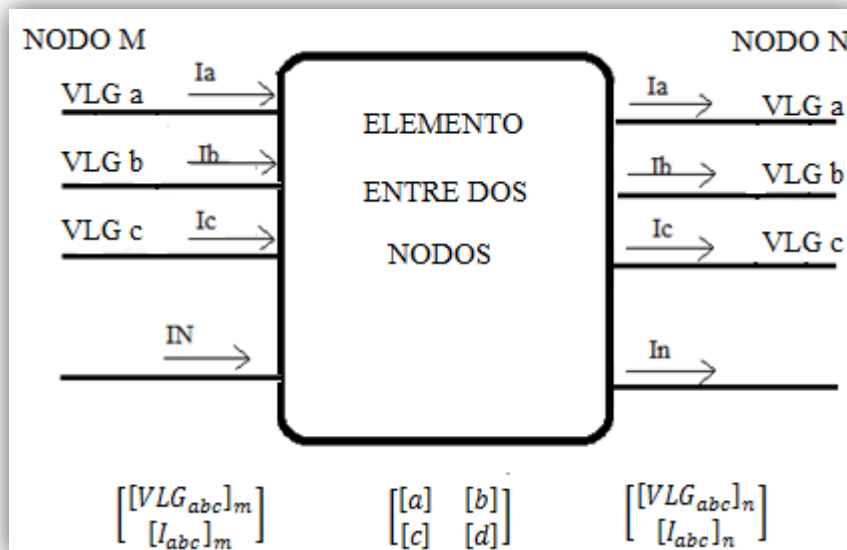 NODO M
NODO N
Ia
VLG a
Ib
VLG b
Ic
VLG c
IN
ELEMENTO
ENTRE DOS
NODOS
Ia
VLG a
Ib
VLG b
Ic
VLG c
In
[[VLG_abc]_m]
[[I_abc]_m]
[[a] [b]]
[[c] [d]]
[[VLG_abc]_n]
[[I_abc]_n]